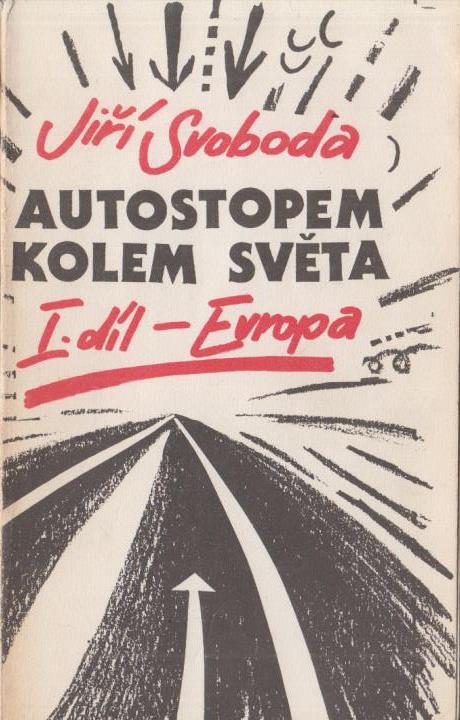 Jiří Svoboda
AUTOSTOPEM
KOLEM SVĚTA
I. díl – Evropa